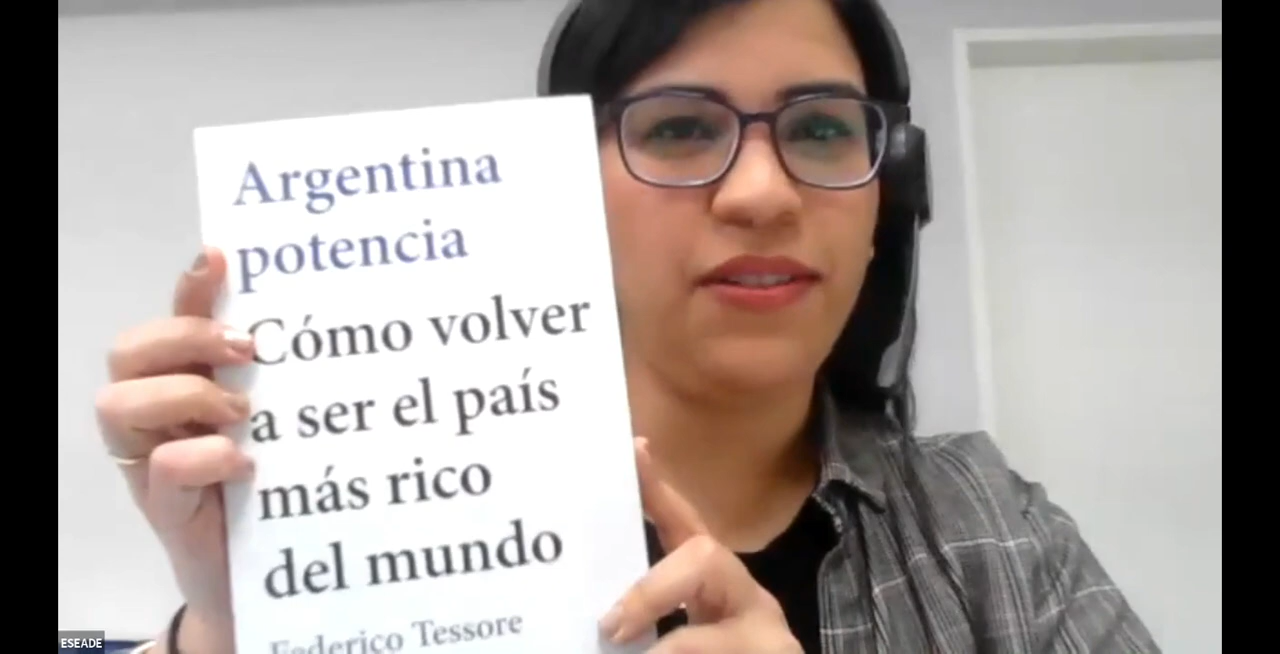 Argentina
potencia
Cómo volver
a ser el país
más rico
del mundo
Federico Tessore
ESEADE